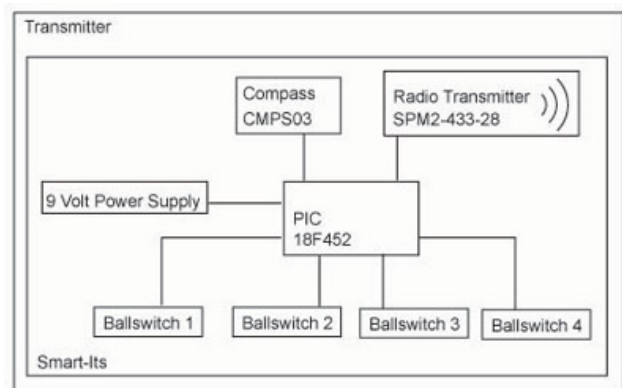 Transmitter
Compass
CMPS03
Radio Transmitter
SPM2-433-28
9 Volt Power Supply
PIC
18F452
Ballswitch 1
Ballswitch 2
Ballswitch 3
Ballswitch 4
Smart-Its